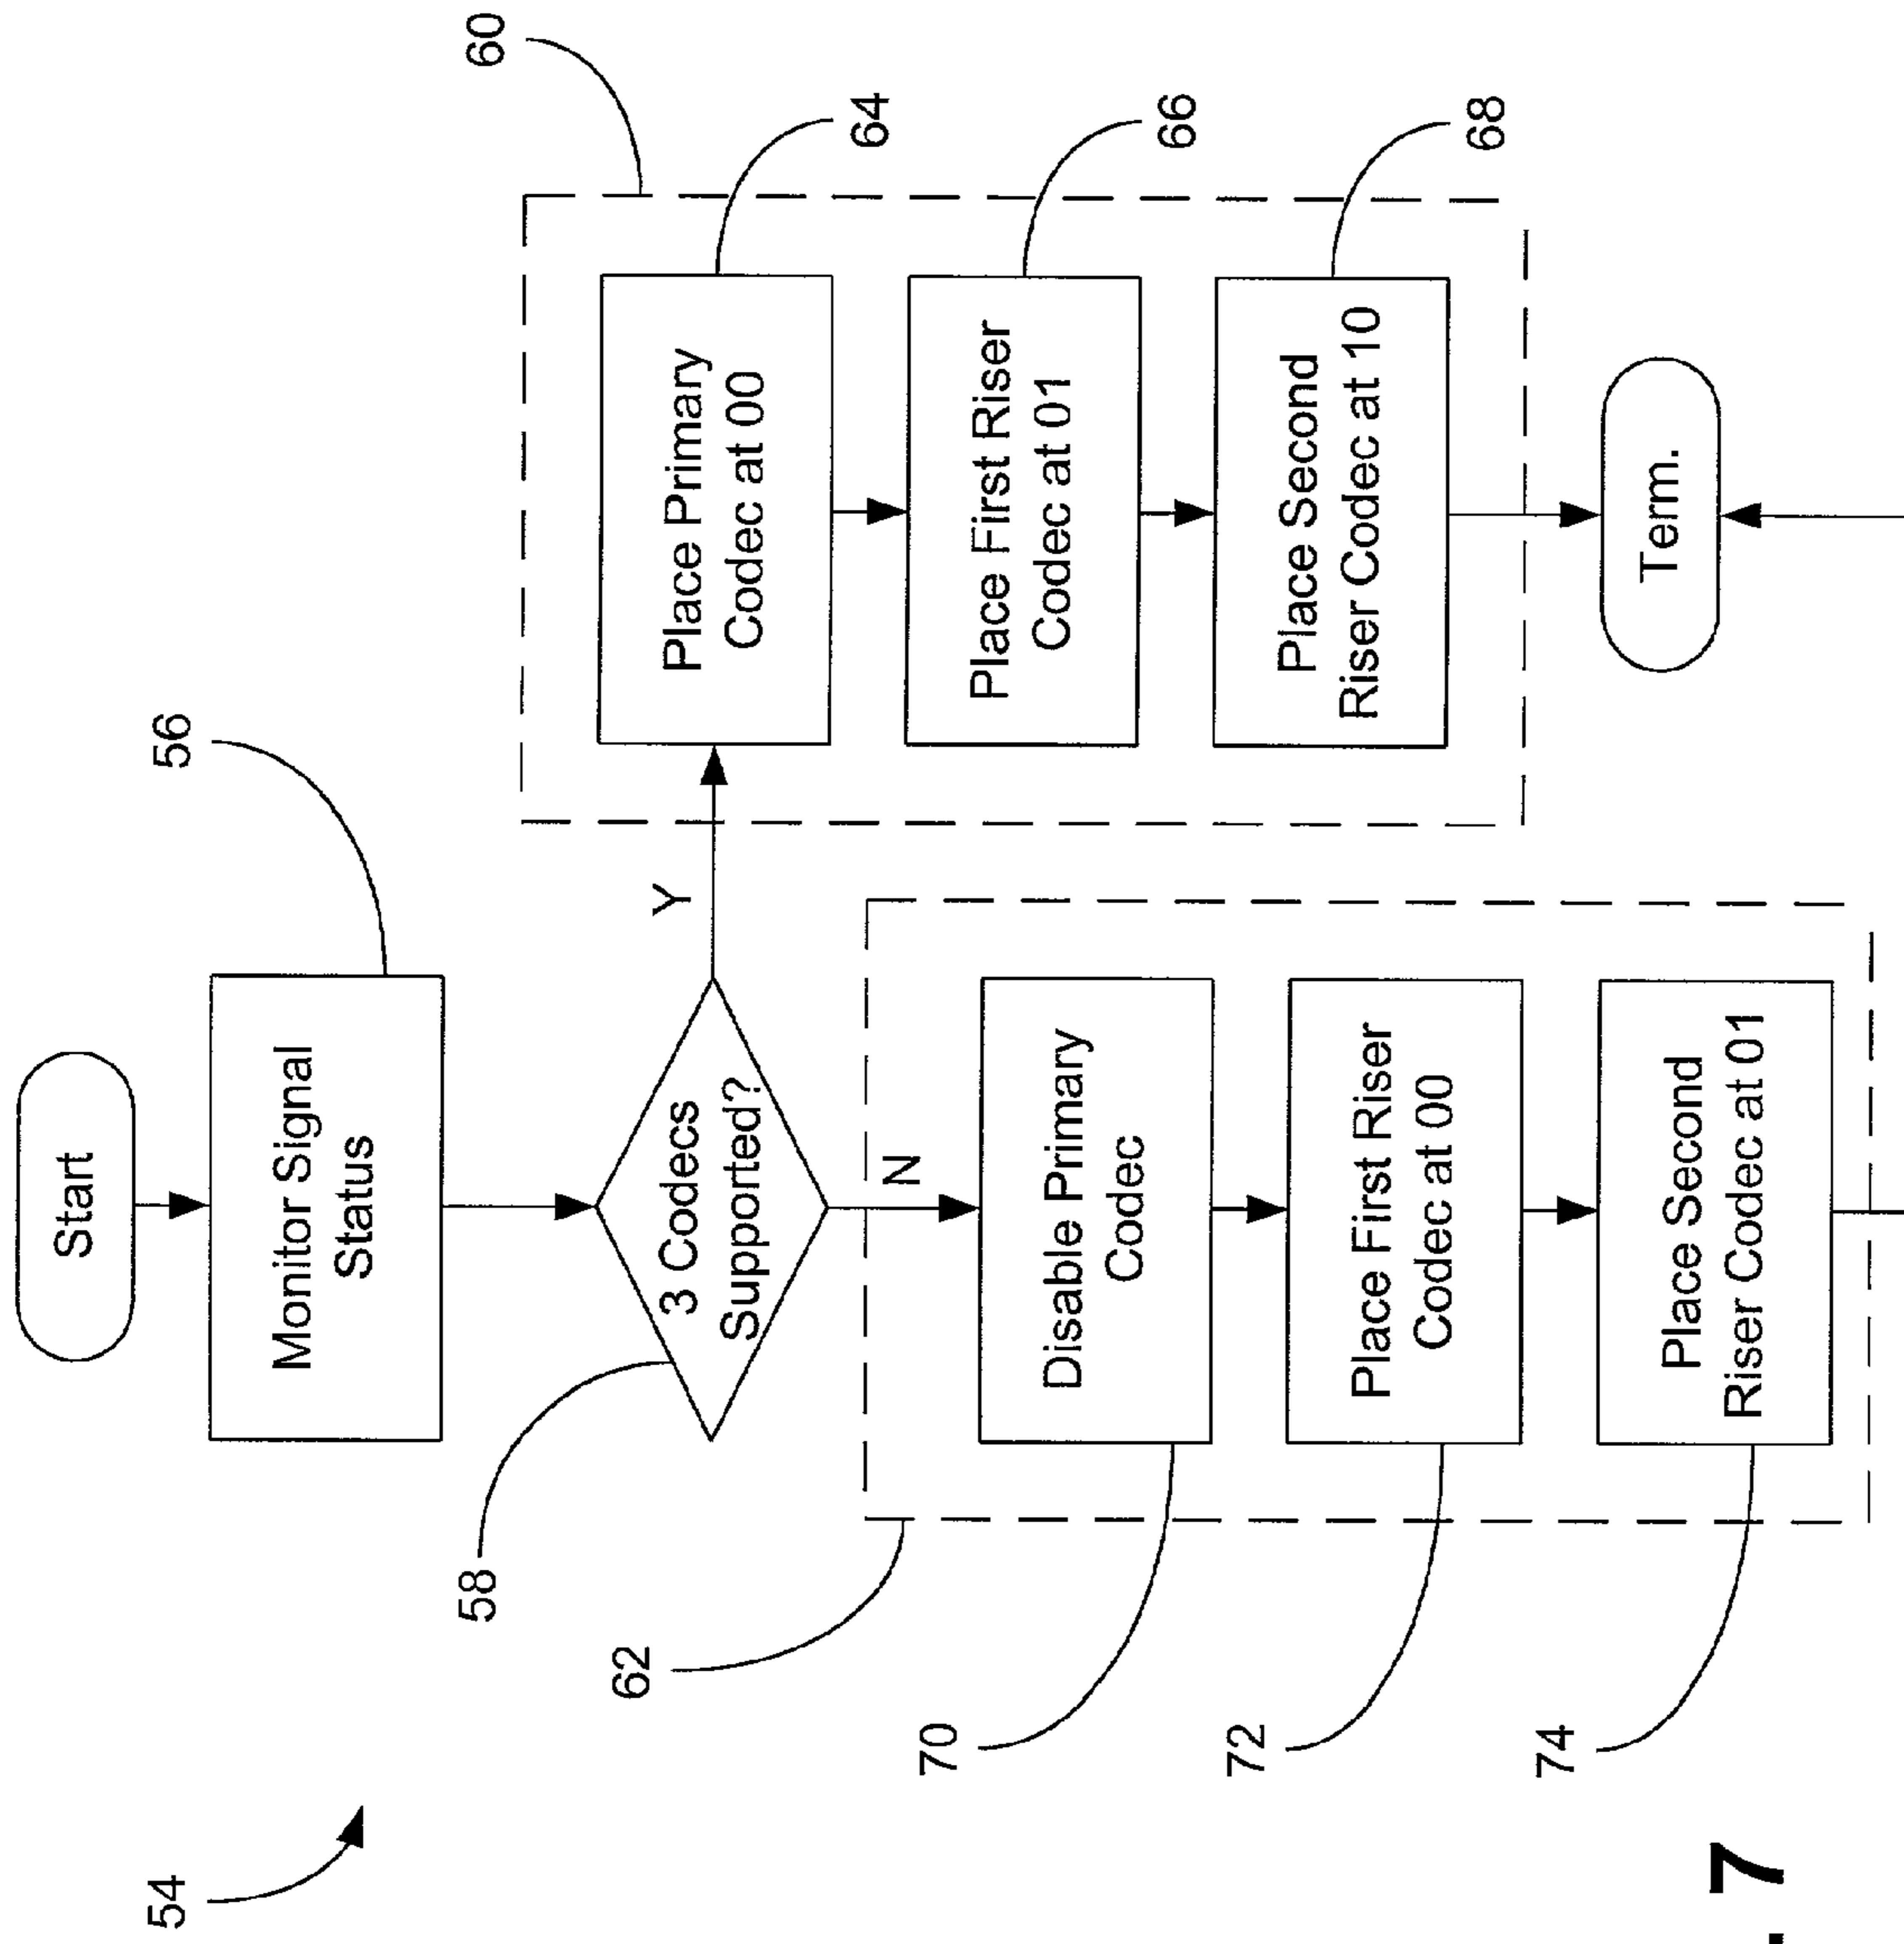 54
Start
Monitor Signal
Status
56
3 Codecs
Supported?
58
Y
N
60
Place Primary
Codec at 00
64
Place First Riser
Codec at 01
66
Place Second
Riser Codec at 10
68
62
Disable Primary
Codec
70
Place First Riser
Codec at 00
72
Place Second
Riser Codec at 01
74
Term.
. 7